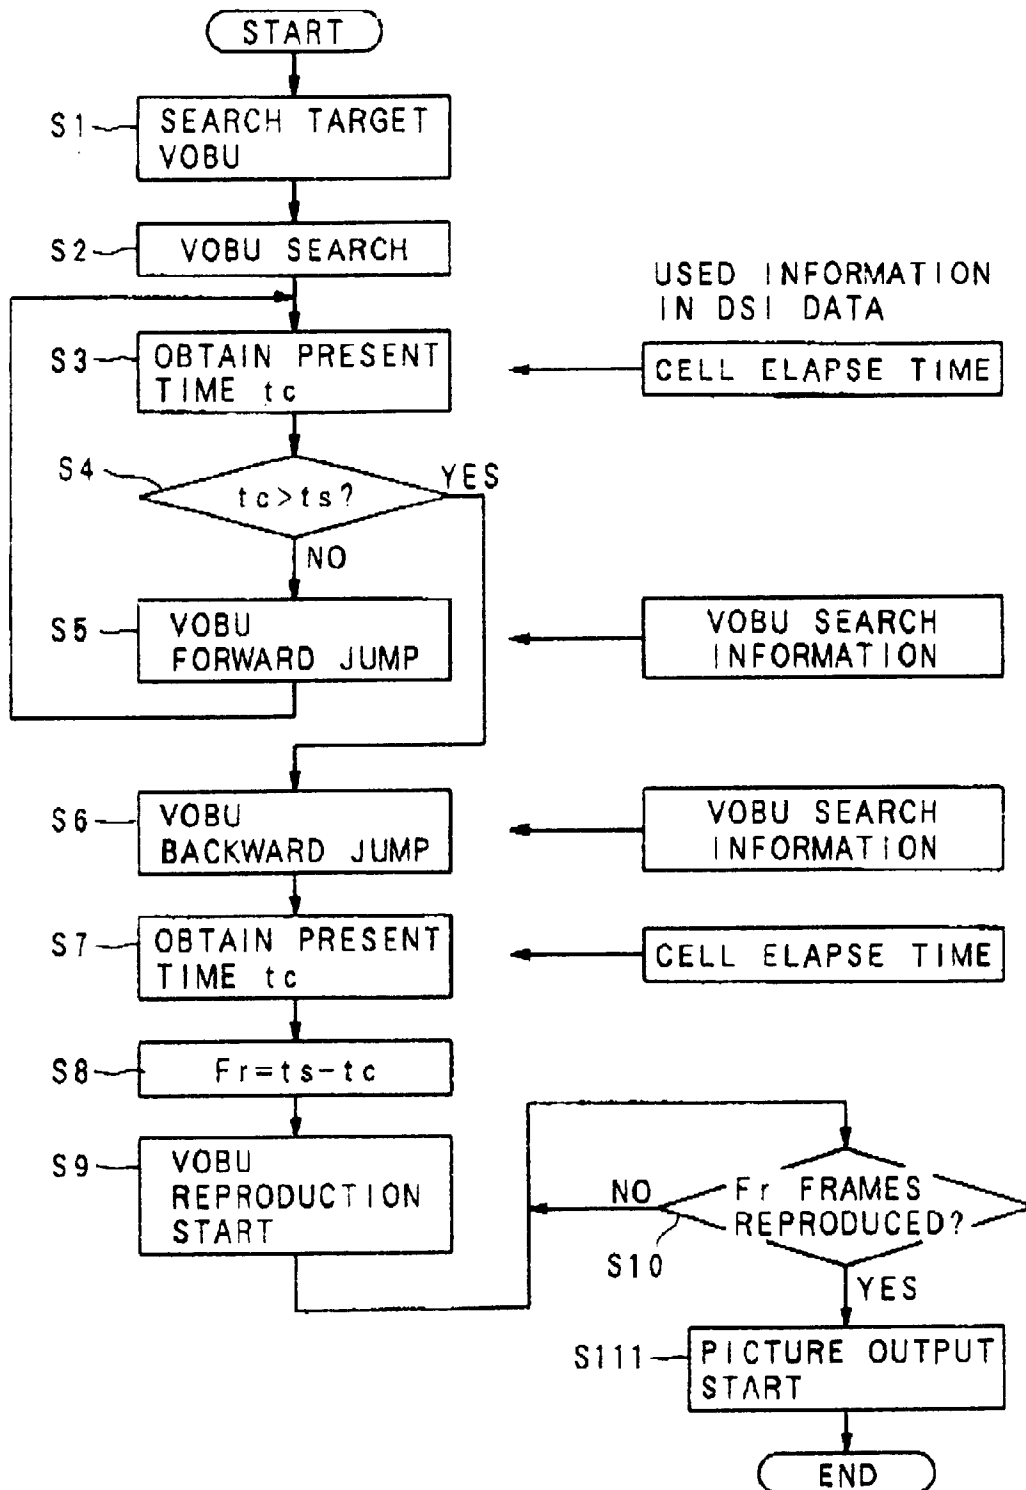 START
S1
SEARCH TARGET
VOBU
S2
VOBU SEARCH
USED INFORMATION
IN DSI DATA
S3
OBTAIN PRESENT
TIME tc
CELL ELAPSE TIME
S4
tc>ts?
YES
NO
S5
VOBU
FORWARD JUMP
VOBU SEARCH
INFORMATION
S6
VOBU
BACKWARD JUMP
VOBU SEARCH
INFORMATION
S7
OBTAIN PRESENT
TIME tc
CELL ELAPSE TIME
S8
Fr=ts-tc
S9
VOBU
REPRODUCTION
START
NO
Fr FRAMES
REPRODUCED?
S10
YES
S111
PICTURE OUTPUT
START
END